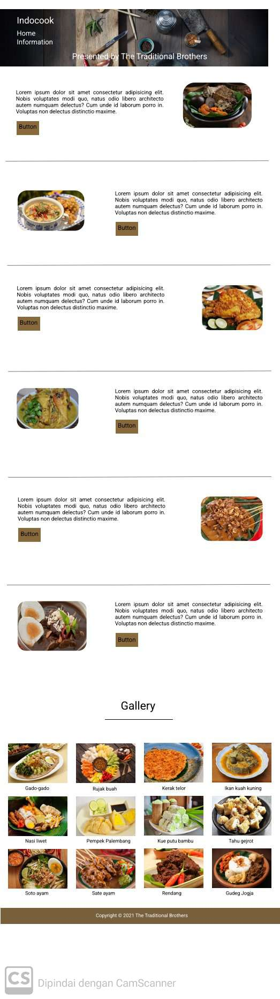 Indocook
Home
Information
Presented by The Traditional Brothers
Lorem ipsum dolor sit amet consectetur adipisicing elit.
Nobis voluptates modi quo, natus odio libero architecto
autem numquam delectus? Cum unde id laborum porro in.
Voluptas non delectus distinctio maxime.
Button
Lorem ipsum dolor sit amet consectetur adipisicing elit.
Nobis voluptates modi quo, natus odio libero architecto
autem numquam delectus? Cum unde id laborum porro in.
Voluptas non delectus distinctio maxime.
Button
Lorem ipsum dolor sit amet consectetur adipisicing elit.
Nobis voluptates modi quo, natus odio libero architecto
autem numquam delectus? Cum unde id laborum porro in.
Voluptas non delectus distinctio maxime.
Button
Lorem ipsum dolor sit amet consectetur adipisicing elit.
Nobis voluptates modi quo, natus odio libero architecto
autem numquam delectus? Cum unde id laborum porro in.
Voluptas non delectus distinctio maxime.
Button
Lorem ipsum dolor sit amet consectetur adipisicing elit.
Nobis voluptates modi quo, natus odio libero architecto
autem numquam delectus? Cum unde id laborum porro in.
Voluptas non delectus distinctio maxime.
Button
Lorem ipsum dolor sit amet consectetur adipisicing elit.
Nobis voluptates modi quo, natus odio libero architecto
autem numquam delectus? Cum unde id laborum porro in.
Voluptas non delectus distinctio maxime.
Button
Gallery
Gado-gado
Rujak buah
Kerak telor
Ikan kuah kuning
Nasi liwet
Pempek Palembang
Kue putu bambu
Tahu gejrot
Soto ayam
Sate ayam
Rendang
Gudeg Jogja
Copyright © 2021 The Traditional Brothers
CS Dipindai dengan CamScanner